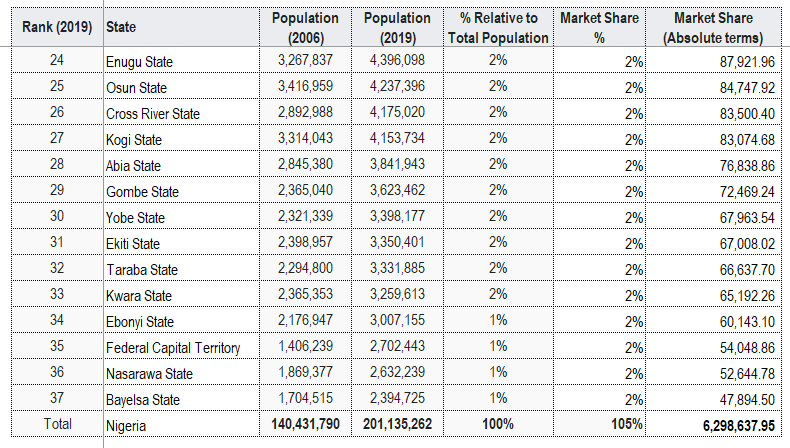 Rank (2019) State Population (2006) Population (2019) % Relative to Total Population Market Share % Market Share (Absolute terms)
24 Enugu State 3,267,837 4,396,098 2% 2% 87,921.96
25 Osun State 3,416,959 4,237,396 2% 2% 84,747.92
26 Cross River State 2,892,988 4,175,020 2% 2% 83,500.40
27 Kogi State 3,314,043 4,153,734 2% 2% 83,074.68
28 Abia State 2,845,380 3,841,943 2% 2% 76,838.86
29 Gombe State 2,365,040 3,623,462 2% 2% 72,469.24
30 Yobe State 2,321,339 3,398,177 2% 2% 67,963.54
31 Ekiti State 2,398,957 3,350,401 2% 2% 67,008.02
32 Taraba State 2,294,800 3,331,885 2% 2% 66,637.70
33 Kwara State 2,365,353 3,259,613 2% 2% 65,192.26
34 Ebonyi State 2,176,947 3,007,155 1% 2% 60,143.10
35 Federal Capital Territory 1,406,239 2,702,443 1% 2% 54,048.86
36 Nasarawa State 1,869,377 2,632,239 1% 2% 52,644.78
37 Bayelsa State 1,704,515 2,394,725 1% 2% 47,894.50
Total Nigeria 140,431,790 201,135,262 100% 105% 6,298,637.95